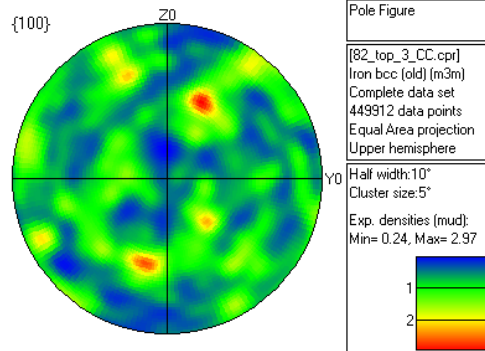 {100}
Z0
Y0
Pole Figure
[82_top_3_CC.cpr]
Iron bcc (old) (m3m)
Complete data set
449912 data points
Equal Area projection
Upper hemisphere
Half width:10°
Cluster size:5°
Exp. densities (mud):
Min= 0.24, Max= 2.97
1
2